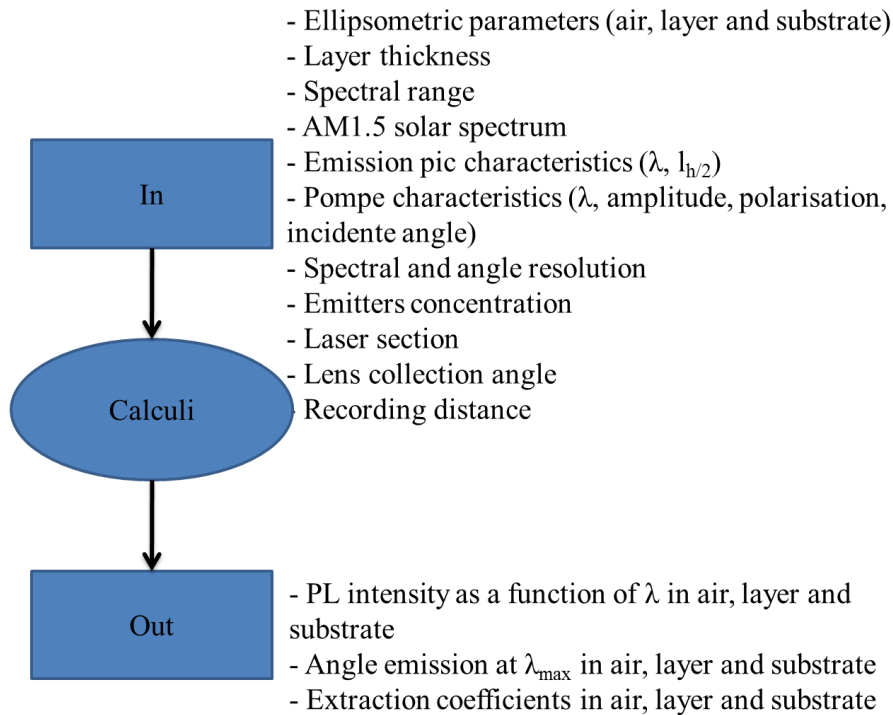 - Ellipsometric parameters (air, layer and substrate)
- Layer thickness
- Spectral range
- AM1.5 solar spectrum
- Emission pic characteristics (λ, l_{h/2})
- Pompe characteristics (λ, amplitude, polarisation,
incidente angle)
- Spectral and angle resolution
- Emitters concentration
- Laser section
- Lens collection angle
- Recording distance
In
Calculi
Out
- PL intensity as a function of λ in air, layer and
substrate
- Angle emission at λ_{max} in air, layer and substrate
- Extraction coefficients in air, layer and substrate